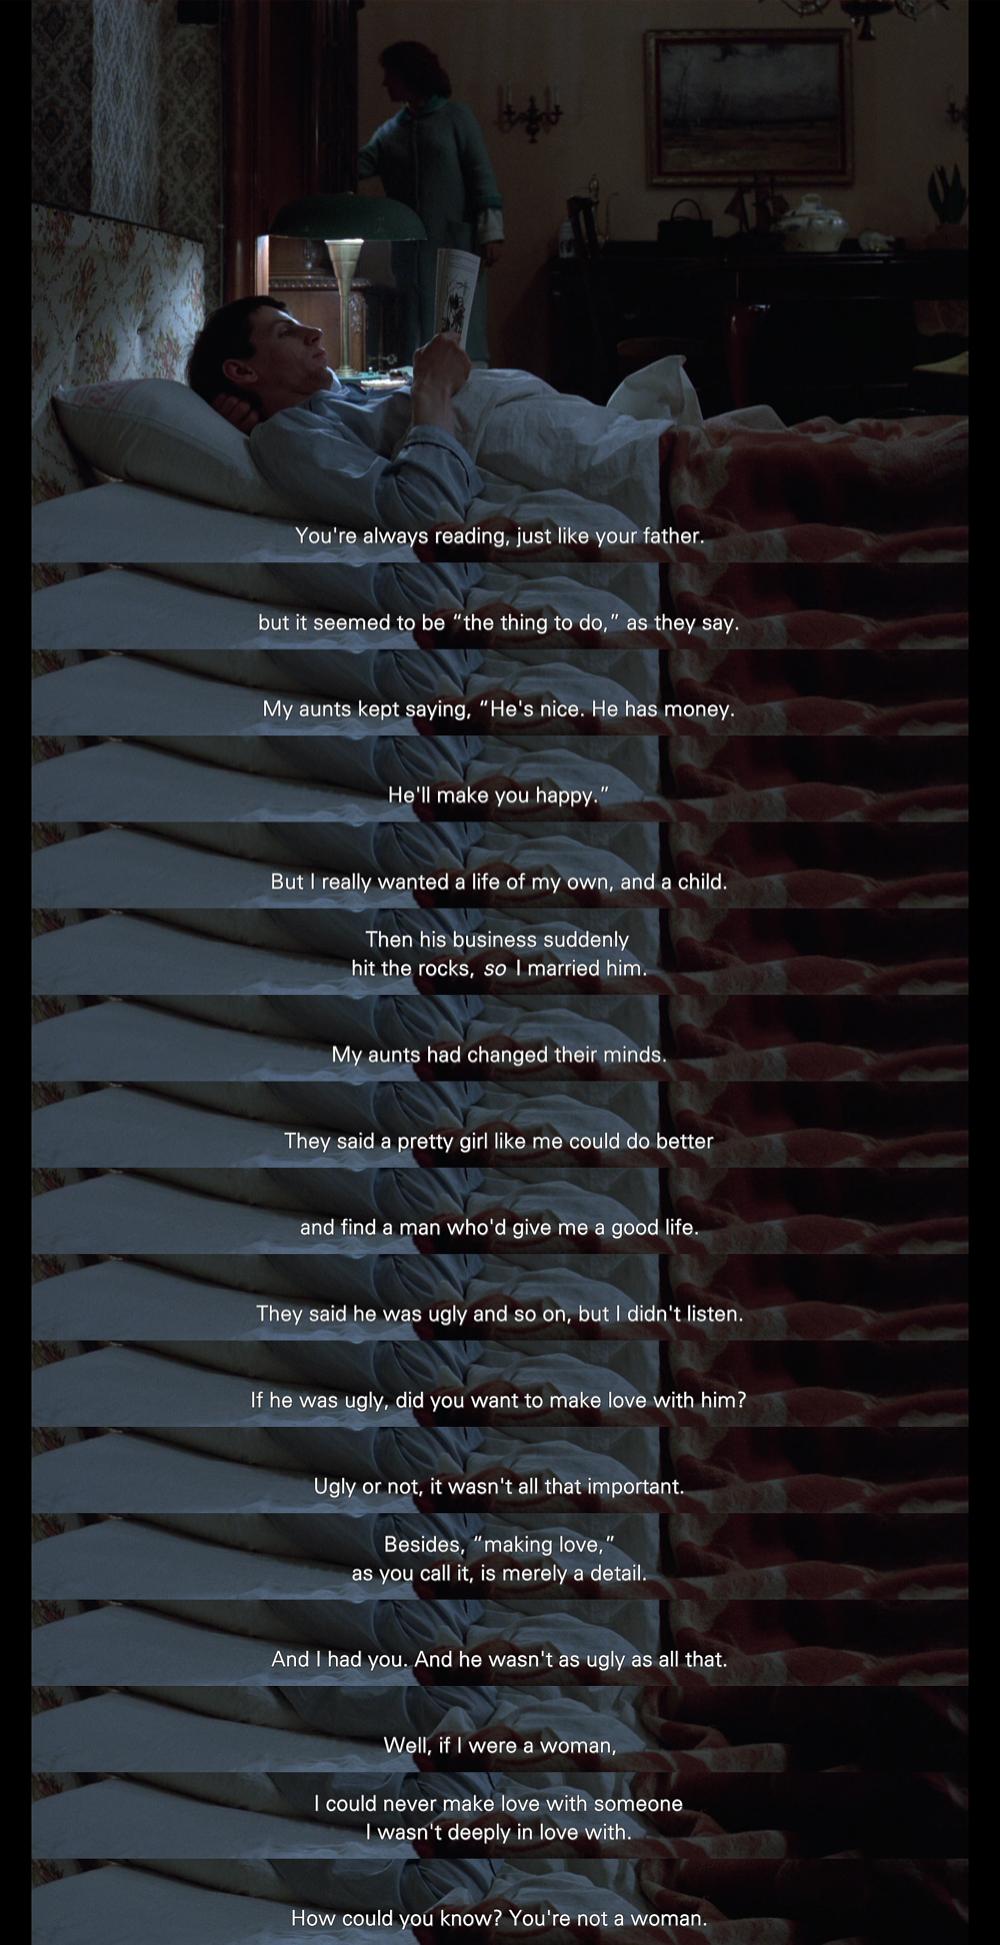 You're always reading, just like your father.
but it seemed to be “the thing to do,” as they say.
My aunts kept saying, “He's nice. He has money.
He'll make you happy.”
But I really wanted a life of my own, and a child.
Then his business suddenly
hit the rocks, so I married him.
My aunts had changed their minds.
They said a pretty girl like me could do better
and find a man who'd give me a good life.
They said he was ugly and so on, but I didn't listen.
If he was ugly, did you want to make love with him?
Ugly or not, it wasn't all that important.
Besides, “making love,”
as you call it, is merely a detail.
And I had you. And he wasn't as ugly as all that.
Well, if I were a woman,
I could never make love with someone
I wasn't deeply in love with.
How could you know? You're not a woman.